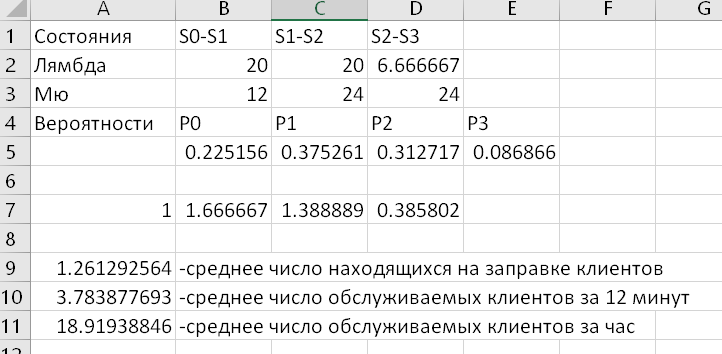 A B C D E F G
1 Состояния S0-S1 S1-S2 S2-S3
2 Лямбда 20 20 6.666667
3 Мю 12 24 24
4 Вероятности P0 P1 P2 P3
5 0.225156 0.375261 0.312717 0.086866
6
7 1 1.666667 1.388889 0.385802
8
9 1.261292564 -среднее число находящихся на заправке клиентов
10 3.783877693 -среднее число обслуживаемых клиентов за 12 минут
11 18.91938846 -среднее число обслуживаемых клиентов за час